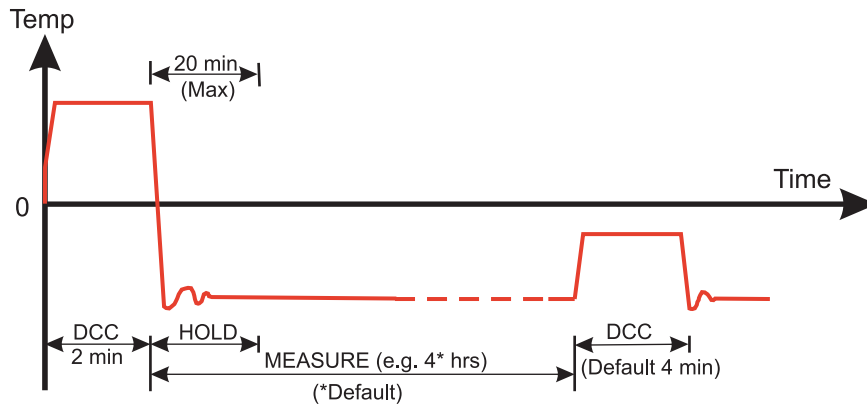 Temp
20 min
(Max)
Time
0
DCC
2 min
HOLD
MEASURE (e.g. 4* hrs)
(*Default)
DCC
(Default 4 min)